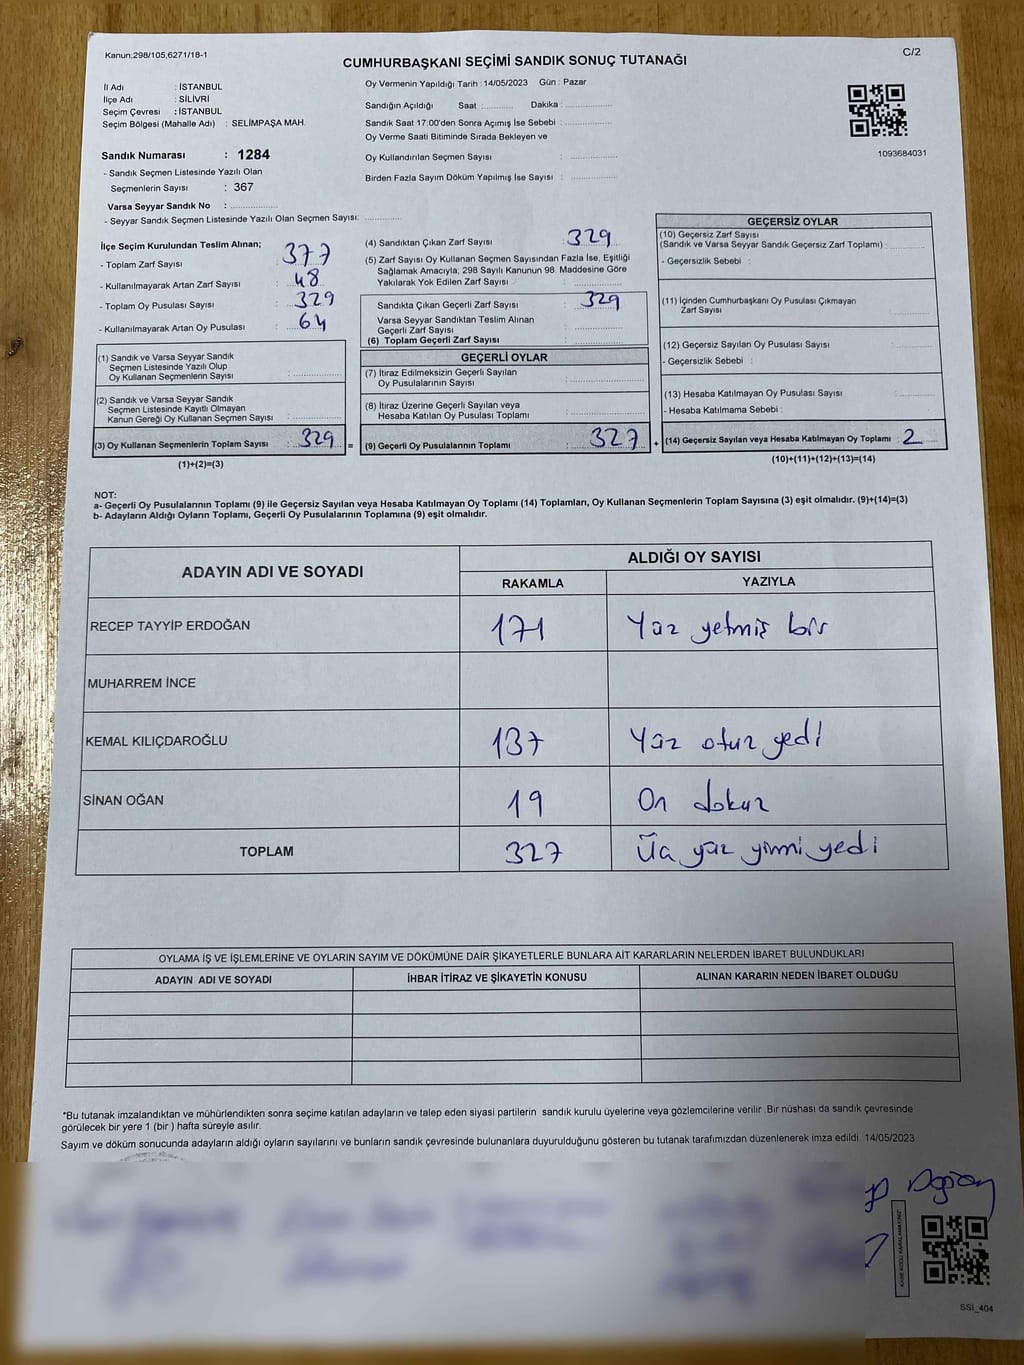 Kanun;298/105,6271/18-1
C/2
CUMHURBAŞKANI SEÇİMİ SANDIK SONUÇ TUTANAĞI
İl Adı : İSTANBUL
İlçe Adı : SİLİVRİ
Seçim Çevresi : İSTANBUL
Seçim Bölgesi (Mahalle Adı) : SELİMPAŞA MAH.
Sandık Numarası : 1284
- Sandık Seçmen Listesinde Yazılı Olan
Seçmenlerin Sayısı : 367
Varsa Seyyar Sandık No :
- Seyyar Sandık Seçmen Listesinde Yazılı Olan Seçmen Sayısı:
Oy Vermenin Yapıldığı Tarih : 14/05/2023 Gün : Pazar
Sandığın Açıldığı Saat : Dakika :
Sandık Saat 17:00'den Sonra Açımış İse Sebebi :
Oy Verme Saati Bitiminde Sırada Bekleyen ve
Oy Kullandırılan Seçmen Sayısı :
Birden Fazla Sayım Döküm Yapılmış İse Sayısı :
1093684031
İlçe Seçim Kurulundan Teslim Alınan;
- Toplam Zarf Sayısı : 377
- Kullanılmayarak Artan Zarf Sayısı : 48
- Toplam Oy Pusulası Sayısı : 329
- Kullanılmayarak Artan Oy Pusulası : 64
(1) Sandık ve Varsa Seyyar Sandık
Seçmen Listesinde Yazılı Olup
Oy Kullanan Seçmenlerin Sayısı :
(2) Sandık ve Varsa Seyyar Sandık
Seçmen Listesinde Kayıtlı Olmayan
Kanun Gereği Oy Kullanan Seçmen Sayısı :
(3) Oy Kullanan Seçmenlerin Toplam Sayısı : 329 =
(1)+(2)=(3)
(4) Sandıktan Çıkan Zarf Sayısı : 329
(5) Zarf Sayısı Oy Kullanan Seçmen Sayısından Fazla İse, Eşitliği
Sağlamak Amacıyla; 298 Sayılı Kanunun 98. Maddesine Göre
Yakılarak Yok Edilen Zarf Sayısı :
Sandıkta Çıkan Geçerli Zarf Sayısı : 329
Varsa Seyyar Sandıktan Teslim Alınan
Geçerli Zarf Sayısı :
(6) Toplam Geçerli Zarf Sayısı :
GEÇERLİ OYLAR
(7) İtiraz Edilmeksizin Geçerli Sayılan
Oy Pusulalarının Sayısı :
(8) İtiraz Üzerine Geçerli Sayılan veya
Hesaba Katılan Oy Pusulası Toplamı :
(9) Geçerli Oy Pusulalarının Toplamı : 327 +
GEÇERSİZ OYLAR
(10) Geçersiz Zarf Sayısı
(Sandık ve Varsa Seyyar Sandık Geçersiz Zarf Toplamı) :
- Geçersizlik Sebebi :
(11) İçinden Cumhurbaşkanı Oy Pusulası Çıkmayan
Zarf Sayısı :
(12) Geçersiz Sayılan Oy Pusulası Sayısı :
- Geçersizlik Sebebi :
(13) Hesaba Katılmayan Oy Pusulası Sayısı :
- Hesaba Katılmama Sebebi :
(14) Geçersiz Sayılan veya Hesaba Katılmayan Oy Toplamı : 2
(10)+(11)+(12)+(13)=(14)
NOT:
a- Geçerli Oy Pusulalarının Toplamı (9) ile Geçersiz Sayılan veya Hesaba Katılmayan Oy Toplamı (14) Toplamları, Oy Kullanan Seçmenlerin Toplam Sayısına (3) eşit olmalıdır. (9)+(14)=(3)
b- Adayların Aldığı Oyların Toplamı, Geçerli Oy Pusulalarının Toplamına (9) eşit olmalıdır.
ADAYIN ADI VE SOYADI
ALDIĞI OY SAYISI
RAKAMLA YAZIYLA
RECEP TAYYİP ERDOĞAN 171 Yüz yetmiş bir
MUHARREM İNCE
KEMAL KILIÇDAROĞLU 137 Yüz otuz yedi
SİNAN OĞAN 19 On dokuz
TOPLAM 327 Üç yüz yirmi yedi
OYLAMA İŞ VE İŞLEMLERİNE VE OYLARIN SAYIM VE DÖKÜMÜNE DAİR ŞİKAYETLERLE BUNLARA AİT KARARLARIN NELERDEN İBARET BULUNDUKLARI
ADAYIN ADI VE SOYADI İHBAR İTİRAZ VE ŞİKAYETİN KONUSU ALINAN KARARIN NEDEN İBARET OLDUĞU
*Bu tutanak imzalandıktan ve mühürlendikten sonra seçime katılan adayların ve talep eden siyasi partilerin sandık kurulu üyelerine veya gözlemcilerine verilir .Bir nüshası da sandık çevresinde
görülecek bir yere 1 (bir ) hafta süreyle asılır.
Sayım ve döküm sonucunda adayların aldığı oyların sayılarını ve bunların sandık çevresinde bulunanlara duyurulduğunu gösteren bu tutanak tarafımızdan düzenlenerek imza edildi. 14/05/2023
KARE KODU KARALAMAYINIZ
SSİ_404